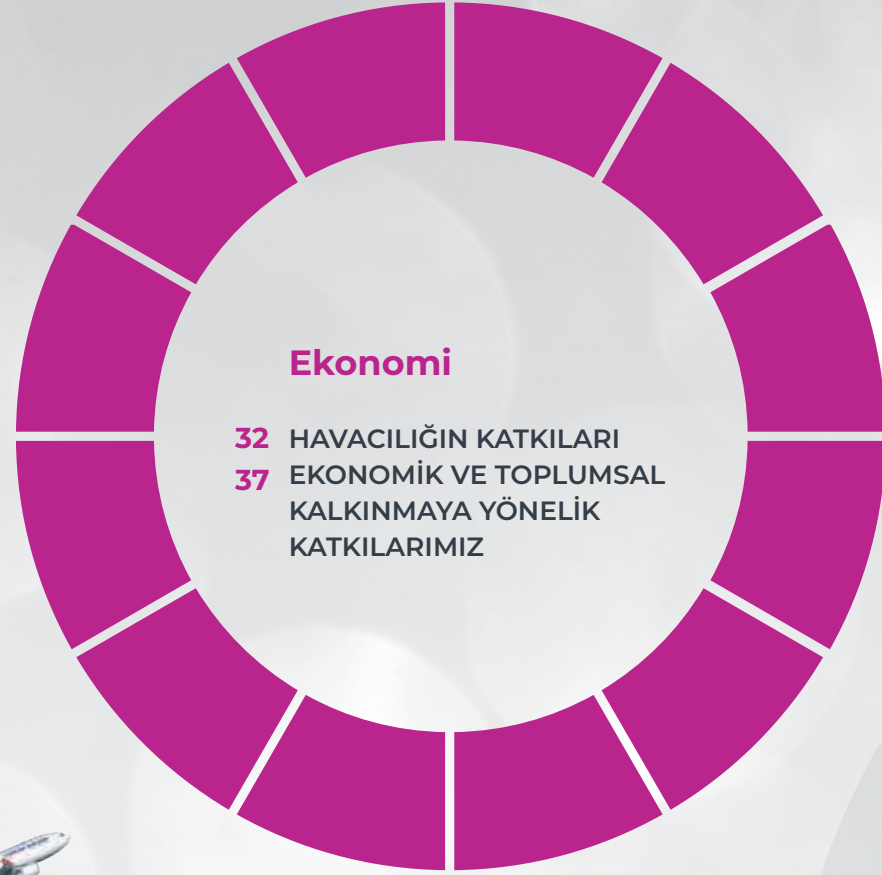 Ekonomi
32 HAVACILIĞIN KATKILARI
37 EKONOMİK VE TOPLUMSAL
KALKINMAYA YÖNELİK
KATKILARIMIZ